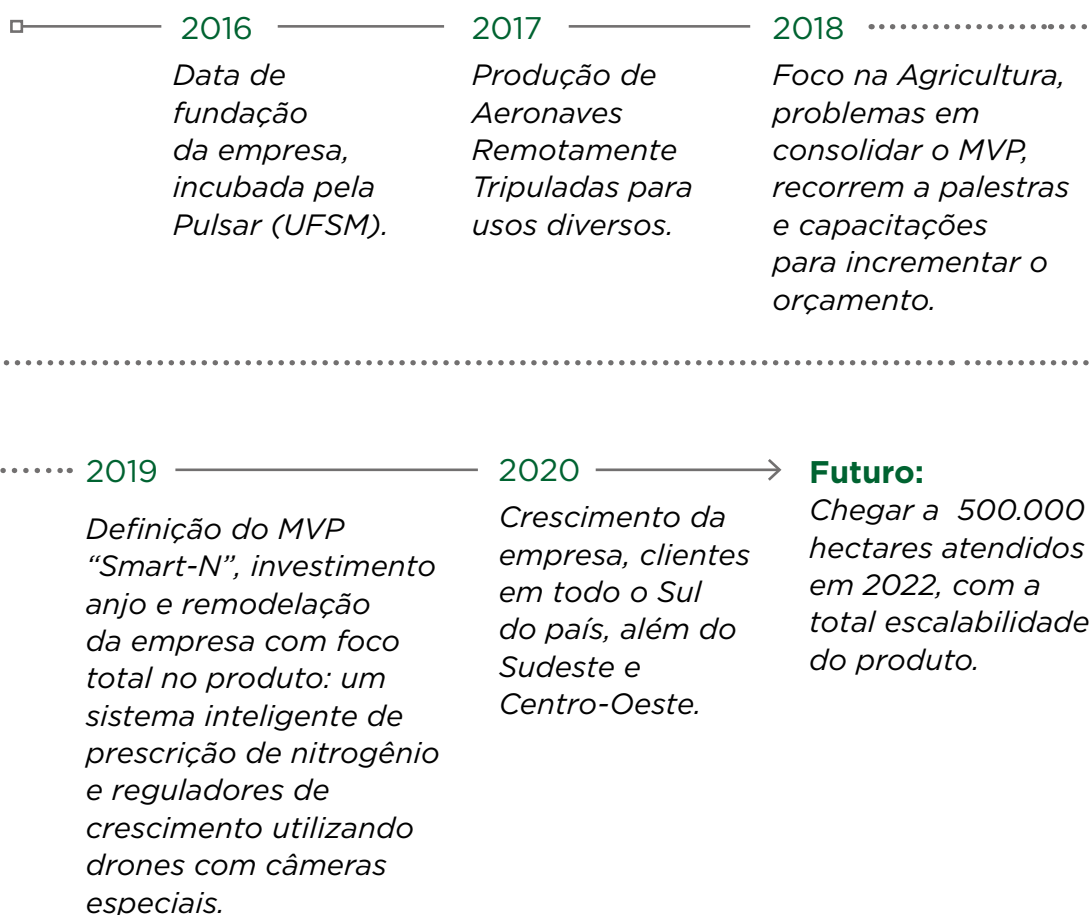 2016
Data de
fundação
da empresa,
incubada pela
Pulsar (UFSM).
2017
Produção de
Aeronaves
Remotamente
Tripuladas para
usos diversos.
2018
Foco na Agricultura,
problemas em
consolidar o MVP,
recorrem a palestras
e capacitações
para incrementar o
orçamento.
2019
Definição do MVP
“Smart-N”, investimento
anjo e remodelação
da empresa com foco
total no produto: um
sistema inteligente de
prescrição de nitrogênio
e reguladores de
crescimento utilizando
drones com câmeras
especiais.
2020
Crescimento da
empresa, clientes
em todo o Sul
do país, além do
Sudeste e
Centro-Oeste.
Futuro:
Chegar a 500.000
hectares atendidos
em 2022, com a
total escalabilidade
do produto.